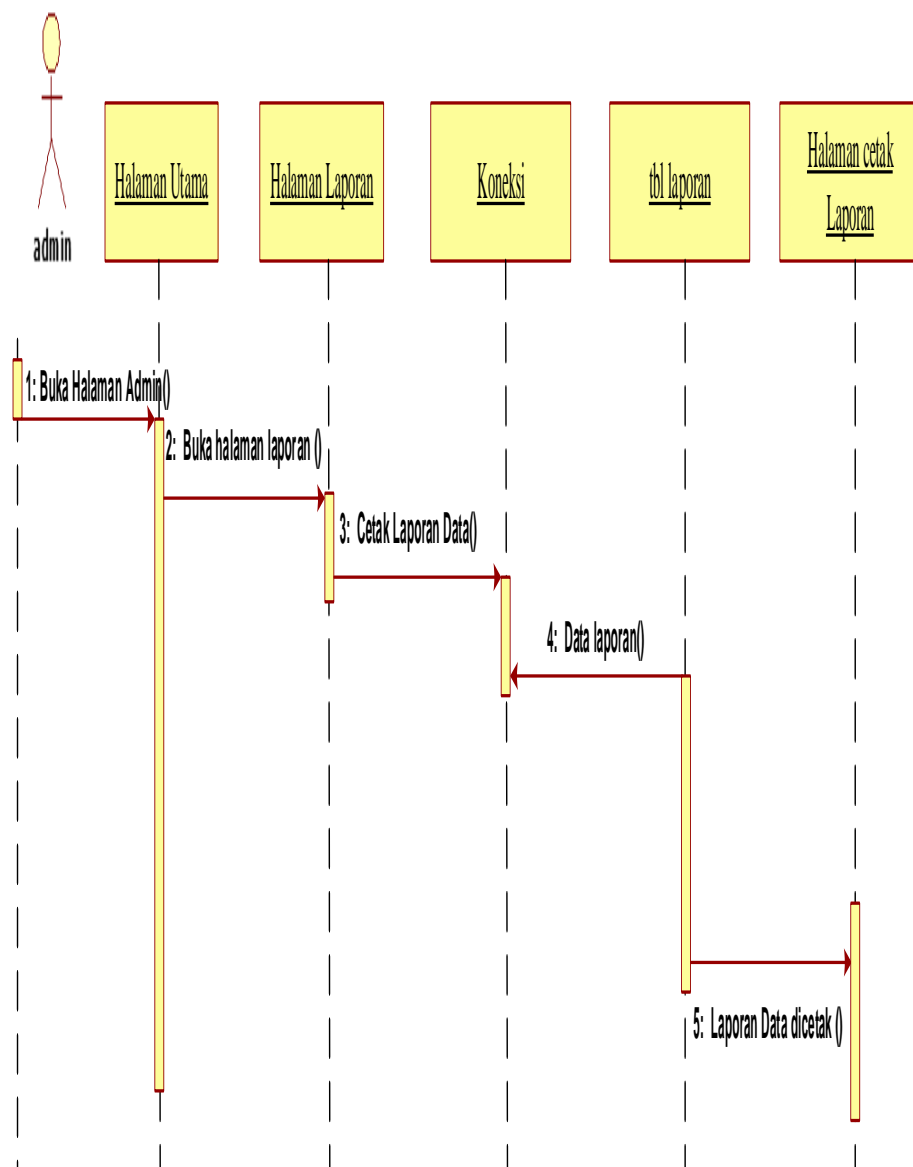 admin
Halaman Utama
Halaman Laporan
Koneksi
tbl laporan
Halaman cetak
Laporan
1: Buka Halaman Admin()
2: Buka halaman laporan ()
3: Cetak Laporan Data()
4: Data laporan()
5: Laporan Data dicetak ()